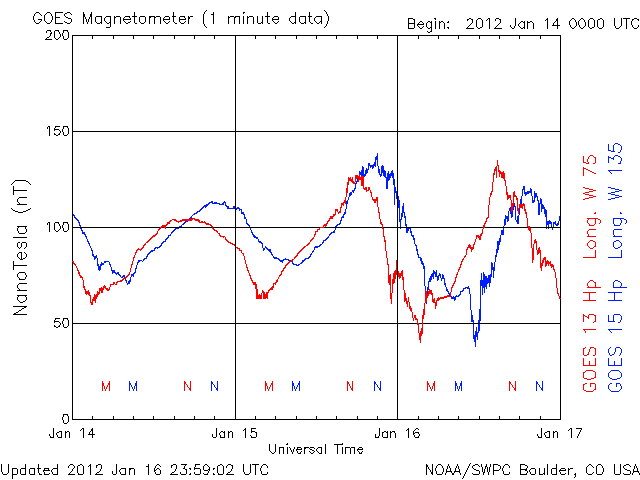 GOES Magnetometer (1 minute data)
Begin: 2012 Jan 14 0000 UTC
200
150
100
50
0
NanoTesla (nT)
M M N N M M N N M M N N
Jan 14 Jan 15 Jan 16 Jan 17
Universal Time
GOES 13 Hp Long. W 75
GOES 15 Hp Long. W 135
Updated 2012 Jan 16 23:59:02 UTC
NOAA/SWPC Boulder, CO USA